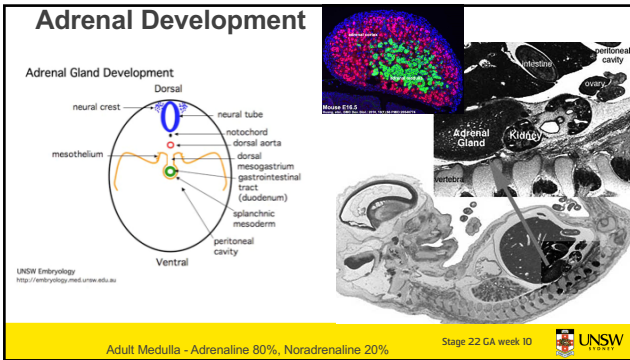 Adrenal Development
Adrenal Gland Development
Dorsal
neural crest
neural tube
notochord
dorsal aorta
mesothelium
dorsal
mesogastrium
gastrointestinal
tract
(duodenum)
splanchnic
mesoderm
peritoneal
cavity
Ventral
UNSW Embryology
http://embryology.med.unsw.edu.au
adrenal cortex
Mouse E16.5
intestine
peritoneal
cavity
ovary
Adrenal
Gland
Kidney
vertebra
Adult Medulla - Adrenaline 80%, Noradrenaline 20%
Stage 22 GA week 10
UNSW
SYDNEY